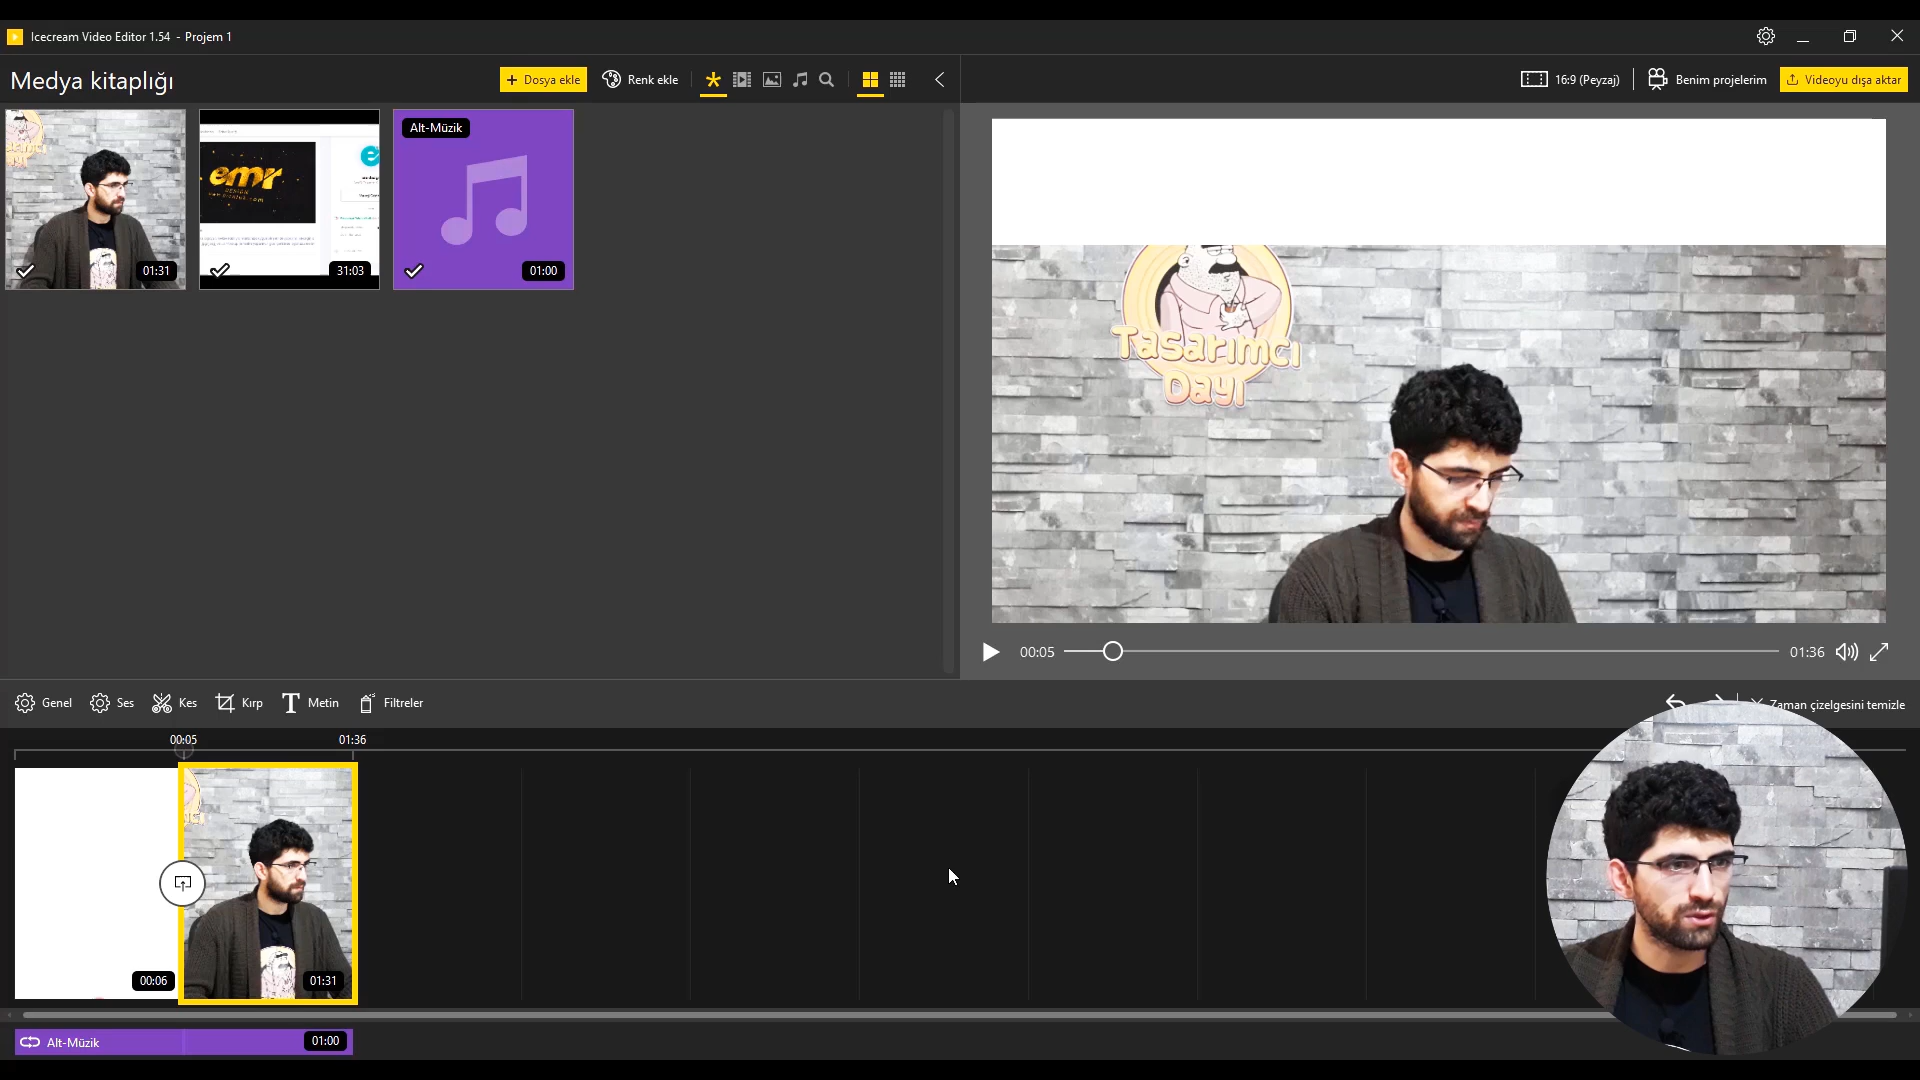 Icecream Video Editor 1.54 - Projem 1
Medya kitaplığı
+ Dosya ekle
Renk ekle
16:9 (Peyzaj)
Benim projelerim
Videoyu dışa aktar
Alt-Müzik
emr
01:31
31:03
01:00
Tasarımcı
Dayı
00:05
01:36
Genel
Ses
Kes
Kırp
Metin
Filtreler
Zaman çizelgesini temizle
00:05
01:36
00:06
01:31
Alt-Müzik
01:00